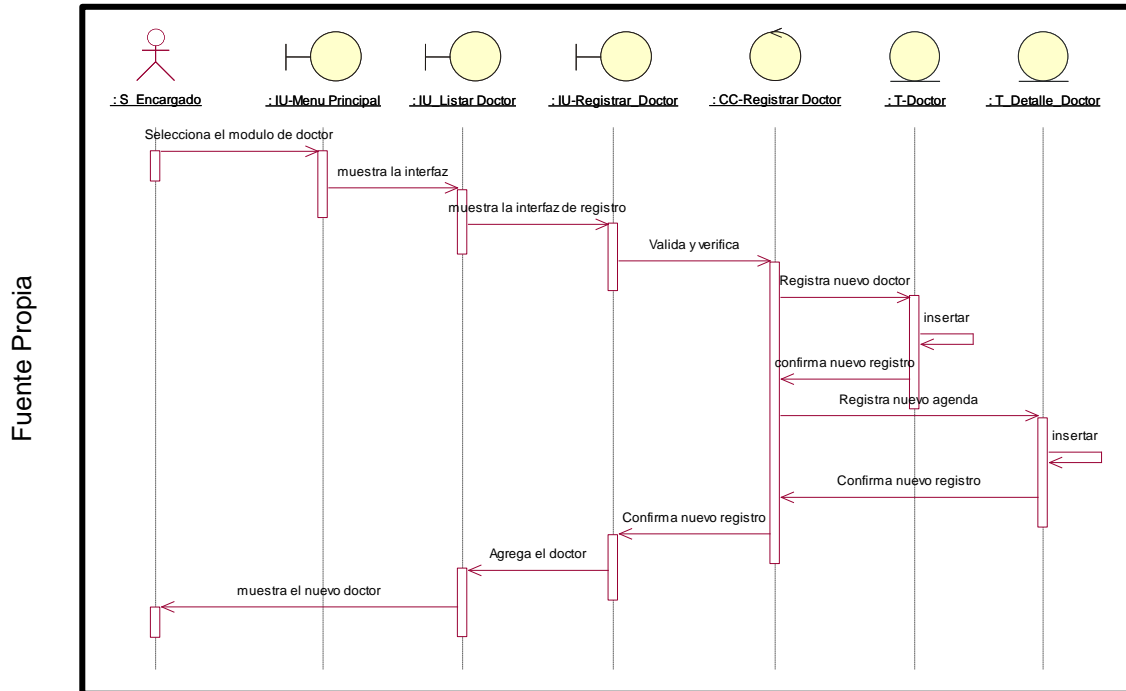 : S_Encargado
: IU-Menu Principal
: IU_Listar Doctor
: IU-Registrar_Doctor
: CC-Registrar Doctor
: T-Doctor
: T_Detalle_Doctor
Selecciona el modulo de doctor
muestra la interfaz
muestra la interfaz de registro
Valida y verifica
Registra nuevo doctor
insertar
confirma nuevo registro
Registra nuevo agenda
insertar
Confirma nuevo registro
Confirma nuevo registro
Agrega el doctor
muestra el nuevo doctor
Fuente Propia